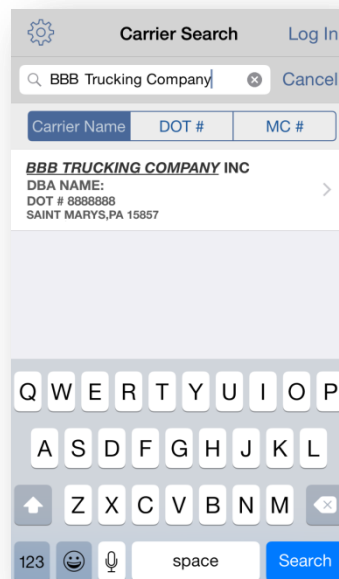 Carrier Search Log In
BBB Trucking Company Cancel
Carrier Name DOT # MC #
BBB TRUCKING COMPANY INC
DBA NAME:
DOT # 8888888
SAINT MARYS,PA 15857
Q W E R T Y U I O P
A S D F G H J K L
Z X C V B N M
123 space Search